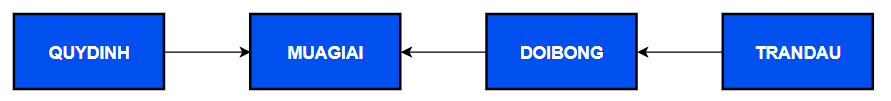 QUYDINH
MUAGIAI
DOIBONG
TRANDAU